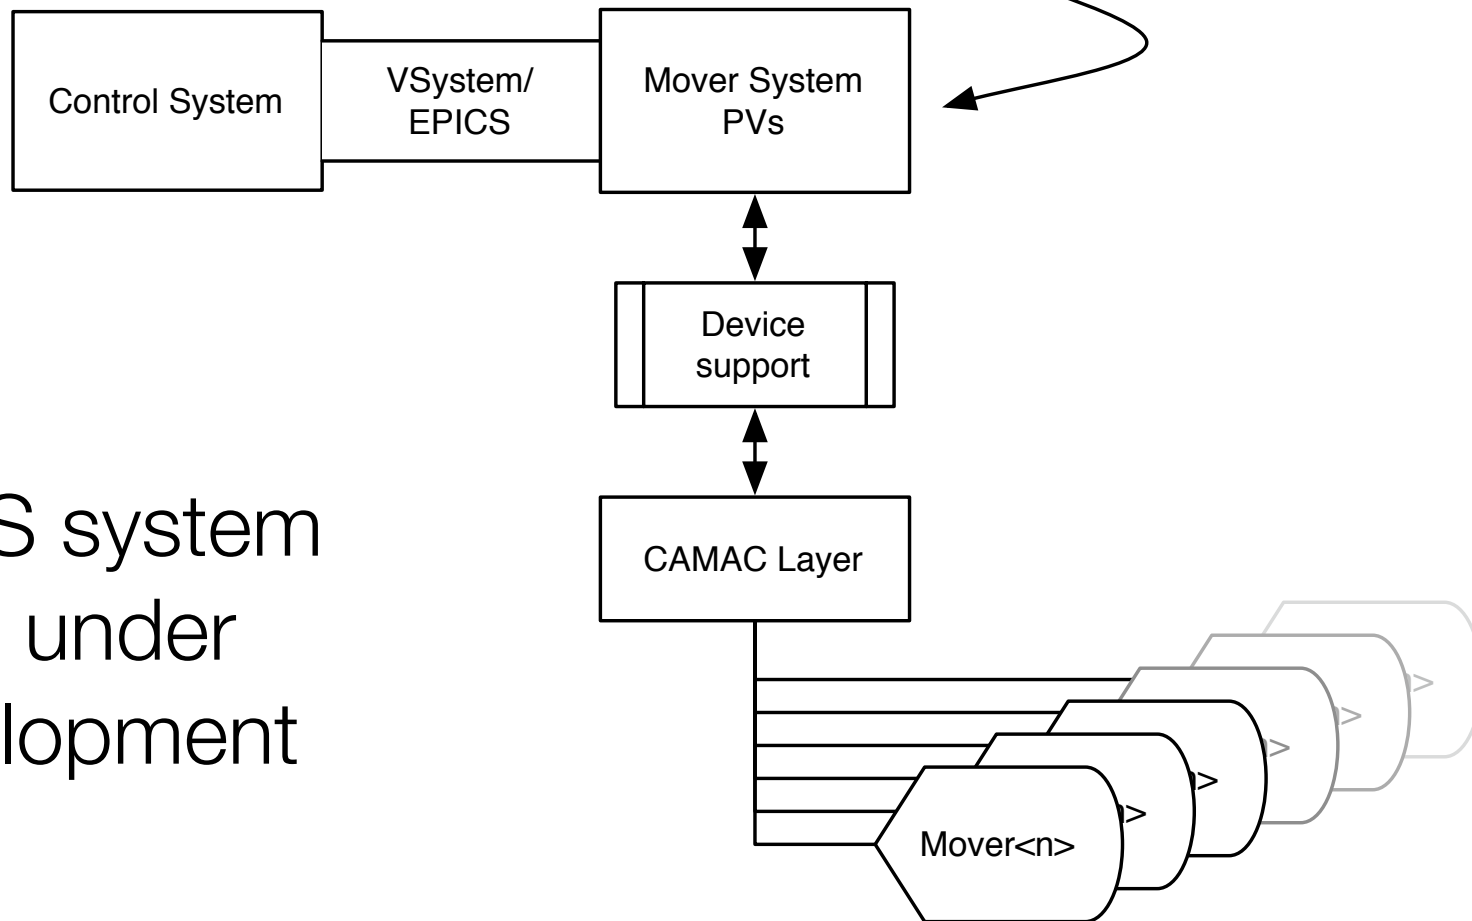 Control System
VSystem/
EPICS
Mover System
PVs
Device
support
CAMAC Layer
S system
under
lopment
Mover<n>
>
>
>
>
>